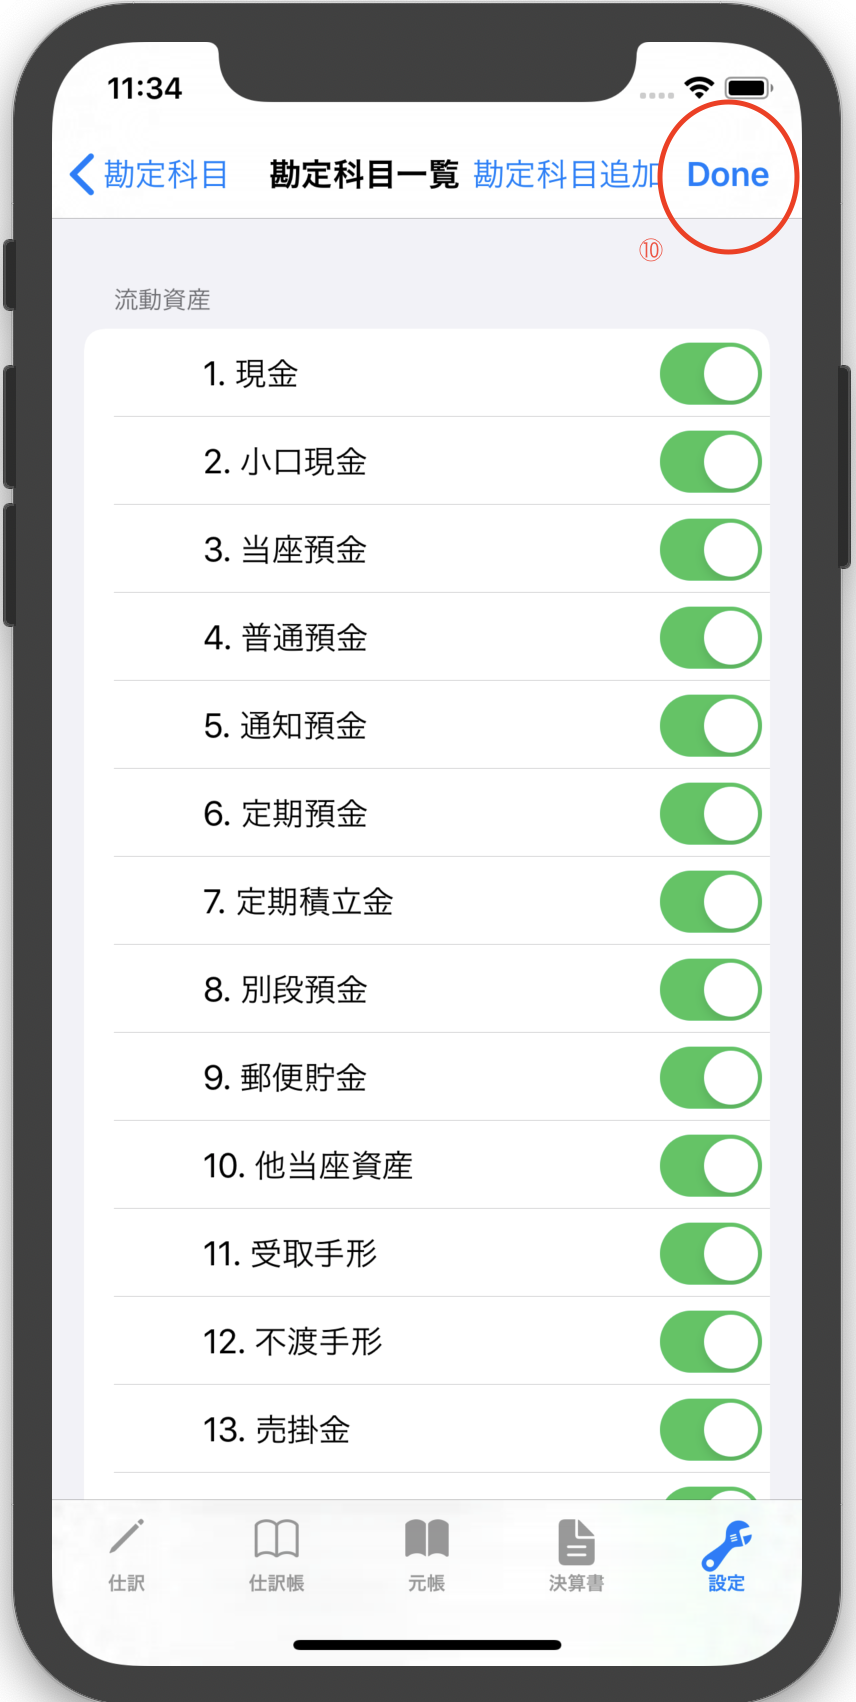 11:34
勘定科目 勘定科目一覧 勘定科目追加 Done
⑩
流動資産
1. 現金
2. 小口現金
3. 当座預金
4. 普通預金
5. 通知預金
6. 定期預金
7. 定期積立金
8. 別段預金
9. 郵便貯金
10. 他当座資産
11. 受取手形
12. 不渡手形
13. 売掛金
仕訳 仕訳帳 元帳 決算書 設定